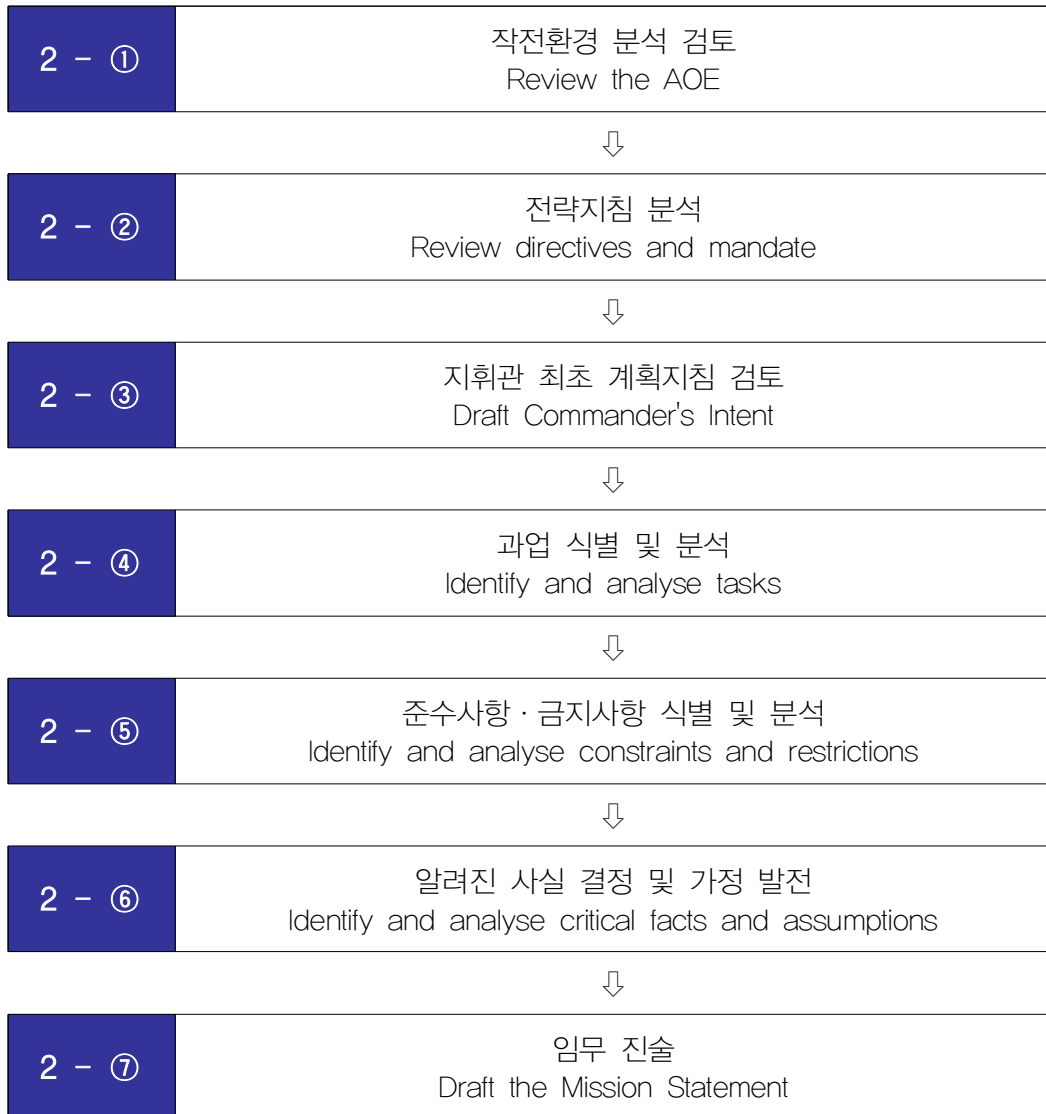 2 - ①
작전환경 분석 검토
Review the AOE
⇩
2 - ②
전략지침 분석
Review directives and mandate
⇩
2 - ③
지휘관 최초 계획지침 검토
Draft Commander's Intent
⇩
2 - ④
과업 식별 및 분석
Identify and analyse tasks
⇩
2 - ⑤
준수사항 · 금지사항 식별 및 분석
Identify and analyse constraints and restrictions
⇩
2 - ⑥
알려진 사실 결정 및 가정 발전
Identify and analyse critical facts and assumptions
⇩
2 - ⑦
임무 진술
Draft the Mission Statement